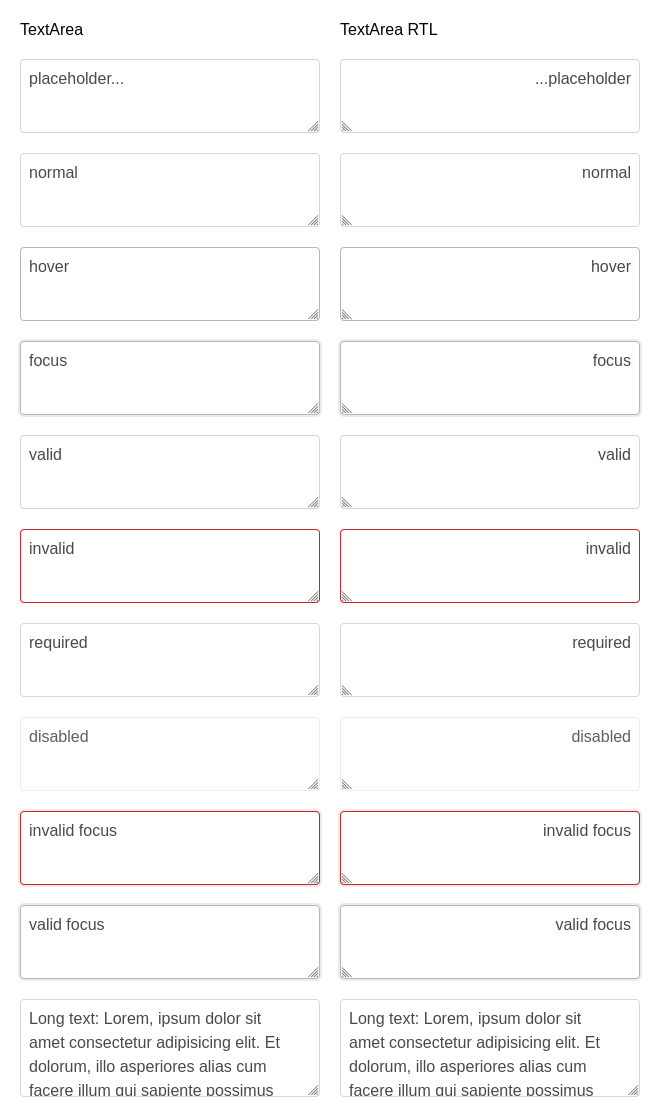 TextArea
TextArea RTL
placeholder...
...placeholder
normal
normal
hover
hover
focus
focus
valid
valid
invalid
invalid
required
required
disabled
disabled
invalid focus
invalid focus
valid focus
valid focus
Long text: Lorem, ipsum dolor sit
amet consectetur adipisicing elit. Et
dolorum, illo asperiores alias cum
facere illum qui sapiente possimus
Long text: Lorem, ipsum dolor sit
amet consectetur adipisicing elit. Et
dolorum, illo asperiores alias cum
facere illum qui sapiente possimus